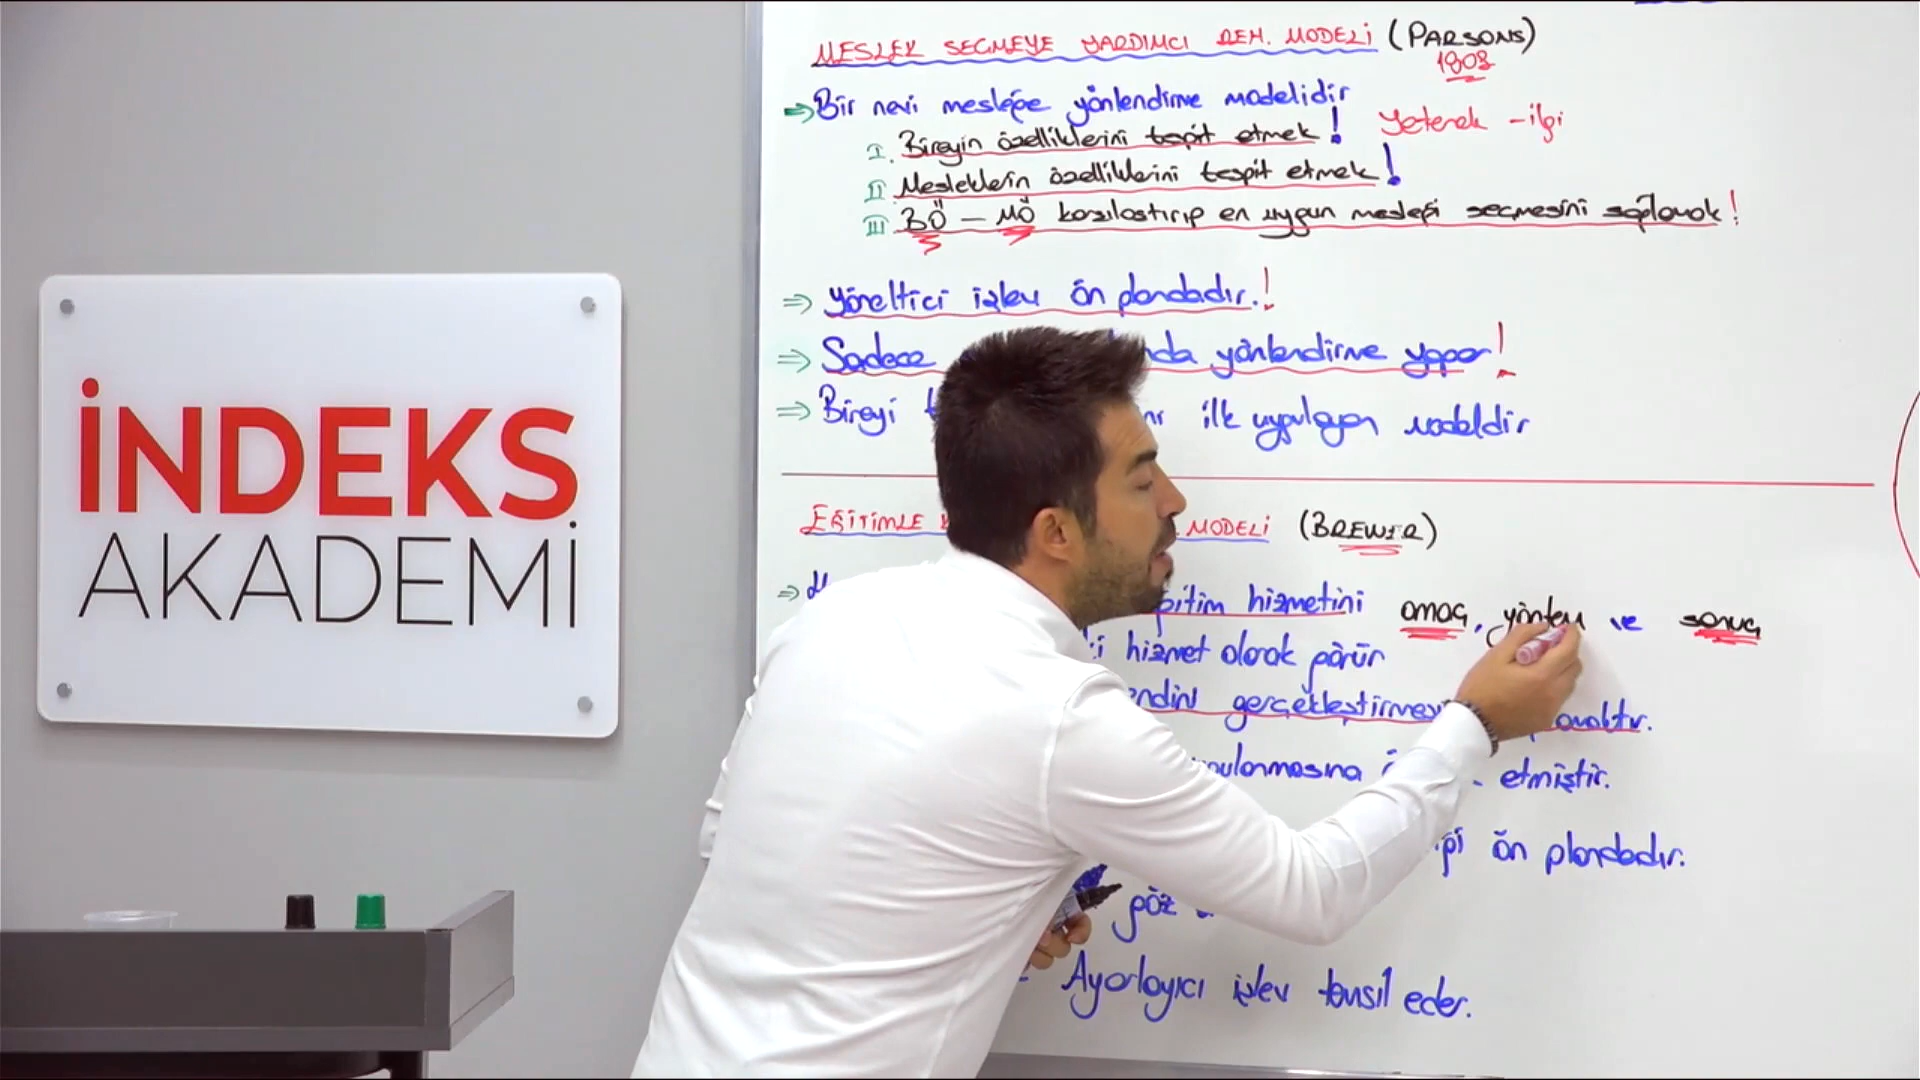 İNDEKS
AKADEMİ
MESLEK SEÇMEYE YARDIMCI REH. MODELİ (PARSONS)
1908
⇒ Bir nevi mesleğe yönlendirme modelidir
I. Bireyin özelliklerini tespit etmek! Yetenek - ilgi
II Mesleklerin özelliklerini tespit etmek!
III BÖ - MÖ karşılaştırıp en uygun mesleği seçmesini sağlamak!
⇒ Yöneltici işlev ön plandadır.!
⇒ Sadece yönlendirme yapar!
⇒ Bireyi ilk uygulayan modeldir
EĞİTİMLE MODELİ (BREWER)
⇒ hizmetini amaç, yöntem ve sonuç
hizmet olarak görür
gerçekleştirmesi
etmiştir.
ön plandadır.
göz
Ayarlayıcı işlev temsil eder.